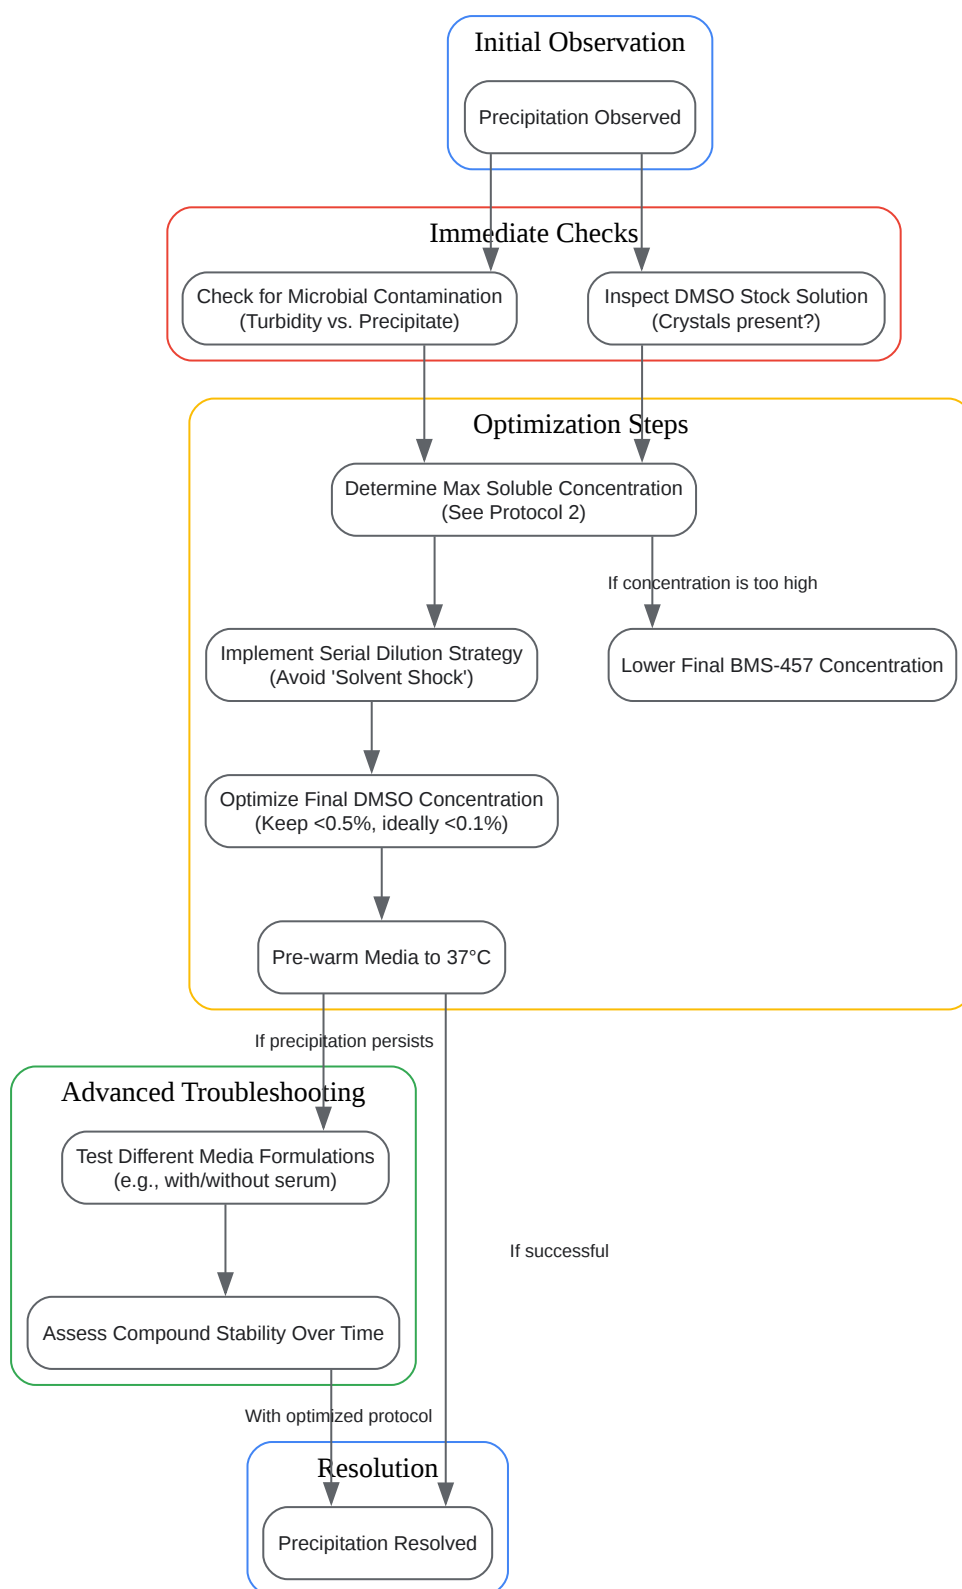 Initial Observation
Precipitation Observed
Immediate Checks
Check for Microbial Contamination
(Turbidity vs. Precipitate)
Inspect DMSO Stock Solution
(Crystals present?)
Optimization Steps
Determine Max Soluble Concentration
(See Protocol 2)
If concentration is too high
Implement Serial Dilution Strategy
(Avoid 'Solvent Shock')
Lower Final BMS-457 Concentration
Optimize Final DMSO Concentration
(Keep <0.5%, ideally <0.1%)
Pre-warm Media to 37°C
If precipitation persists
Advanced Troubleshooting
Test Different Media Formulations
(e.g., with/without serum)
If successful
Assess Compound Stability Over Time
With optimized protocol
Resolution
Precipitation Resolved